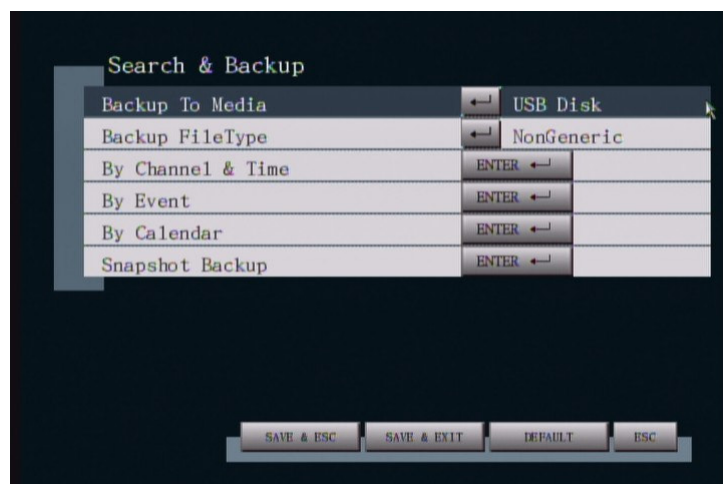 Search & Backup
Backup To Media USB Disk
Backup FileType NonGeneric
By Channel & Time ENTER
By Event ENTER
By Calendar ENTER
Snapshot Backup ENTER
SAVE & ESC SAVE & EXIT DEFAULT ESC